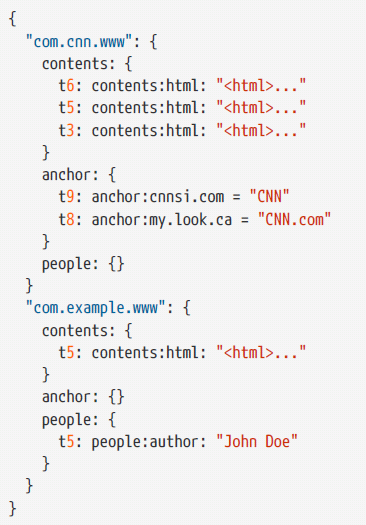 {
  "com.cnn.www": {
    contents: {
      t6: contents:html: "<html>..."
      t5: contents:html: "<html>..."
      t3: contents:html: "<html>..."
    }
    anchor: {
      t9: anchor:cnnsi.com = "CNN"
      t8: anchor:my.look.ca = "CNN.com"
    }
    people: {}
  }
  "com.example.www": {
    contents: {
      t5: contents:html: "<html>..."
    }
    anchor: {}
    people: {
      t5: people:author: "John Doe"
    }
  }
}